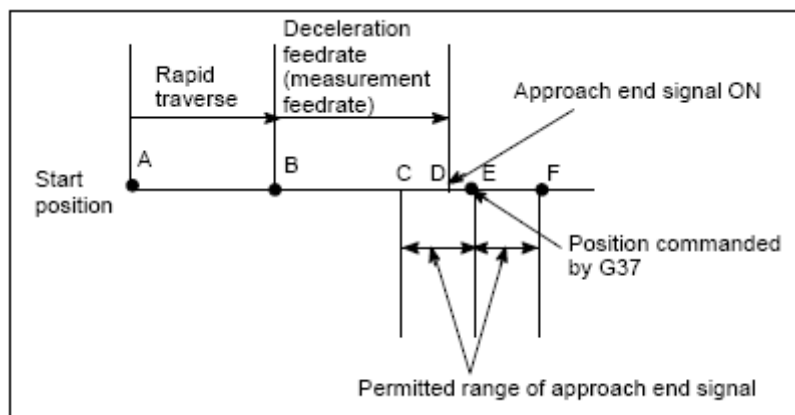 Deceleration
feedrate
(measurement
feedrate)
Rapid
traverse
Approach end signal ON
A
B
C
D
E
F
Start
position
Position commanded
by G37
Permitted range of approach end signal